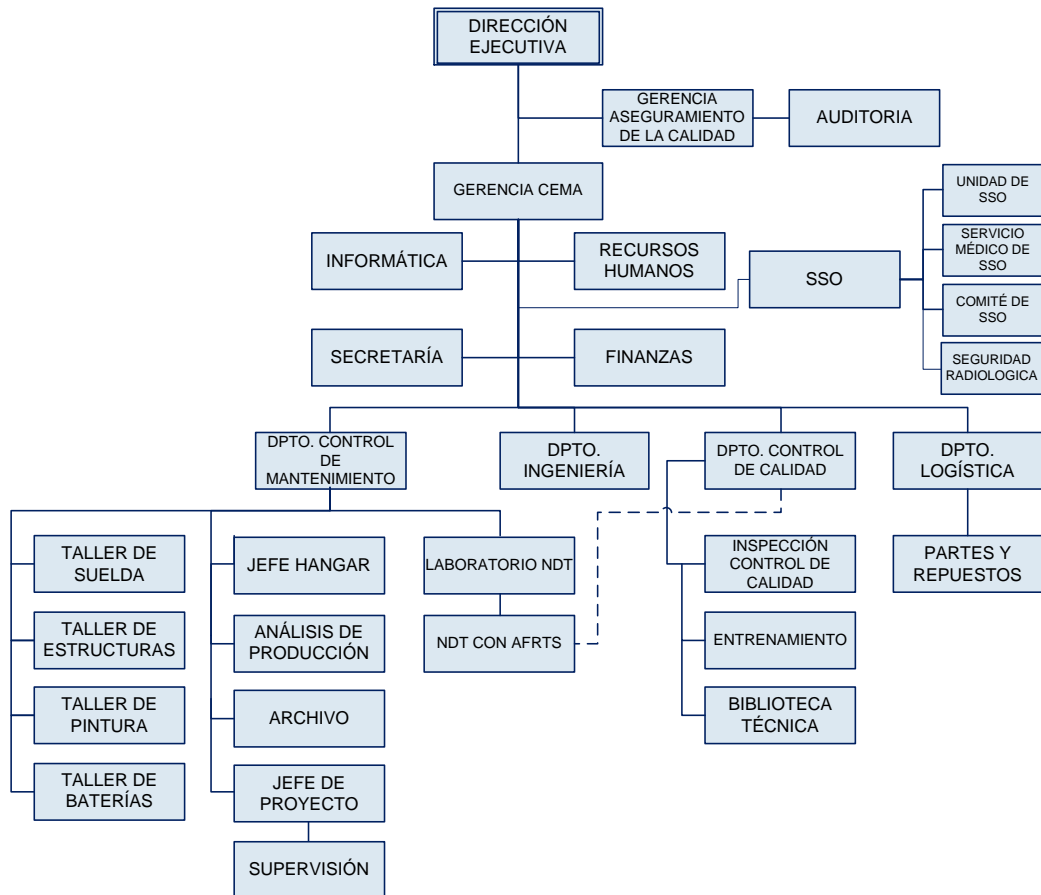 DIRECCIÓN
EJECUTIVA
GERENCIA
ASEGURAMIENTO
DE LA CALIDAD
AUDITORIA
GERENCIA CEMA
UNIDAD DE
SSO
SERVICIO
MÉDICO DE
SSO
INFORMÁTICA
RECURSOS
HUMANOS
SSO
COMITÉ DE
SSO
SECRETARÍA
FINANZAS
SEGURIDAD
RADIOLOGICA
DPTO. CONTROL
DE
MANTENIMIENTO
DPTO.
INGENIERÍA
DPTO. CONTROL
DE CALIDAD
DPTO.
LOGÍSTICA
TALLER DE
SUELDA
JEFE HANGAR
LABORATORIO NDT
INSPECCIÓN
CONTROL DE
CALIDAD
PARTES Y
REPUESTOS
TALLER DE
ESTRUCTURAS
ANÁLISIS DE
PRODUCCIÓN
NDT CON AFRTS
ENTRENAMIENTO
TALLER DE
PINTURA
ARCHIVO
BIBLIOTECA
TÉCNICA
TALLER DE
BATERÍAS
JEFE DE
PROYECTO
SUPERVISIÓN